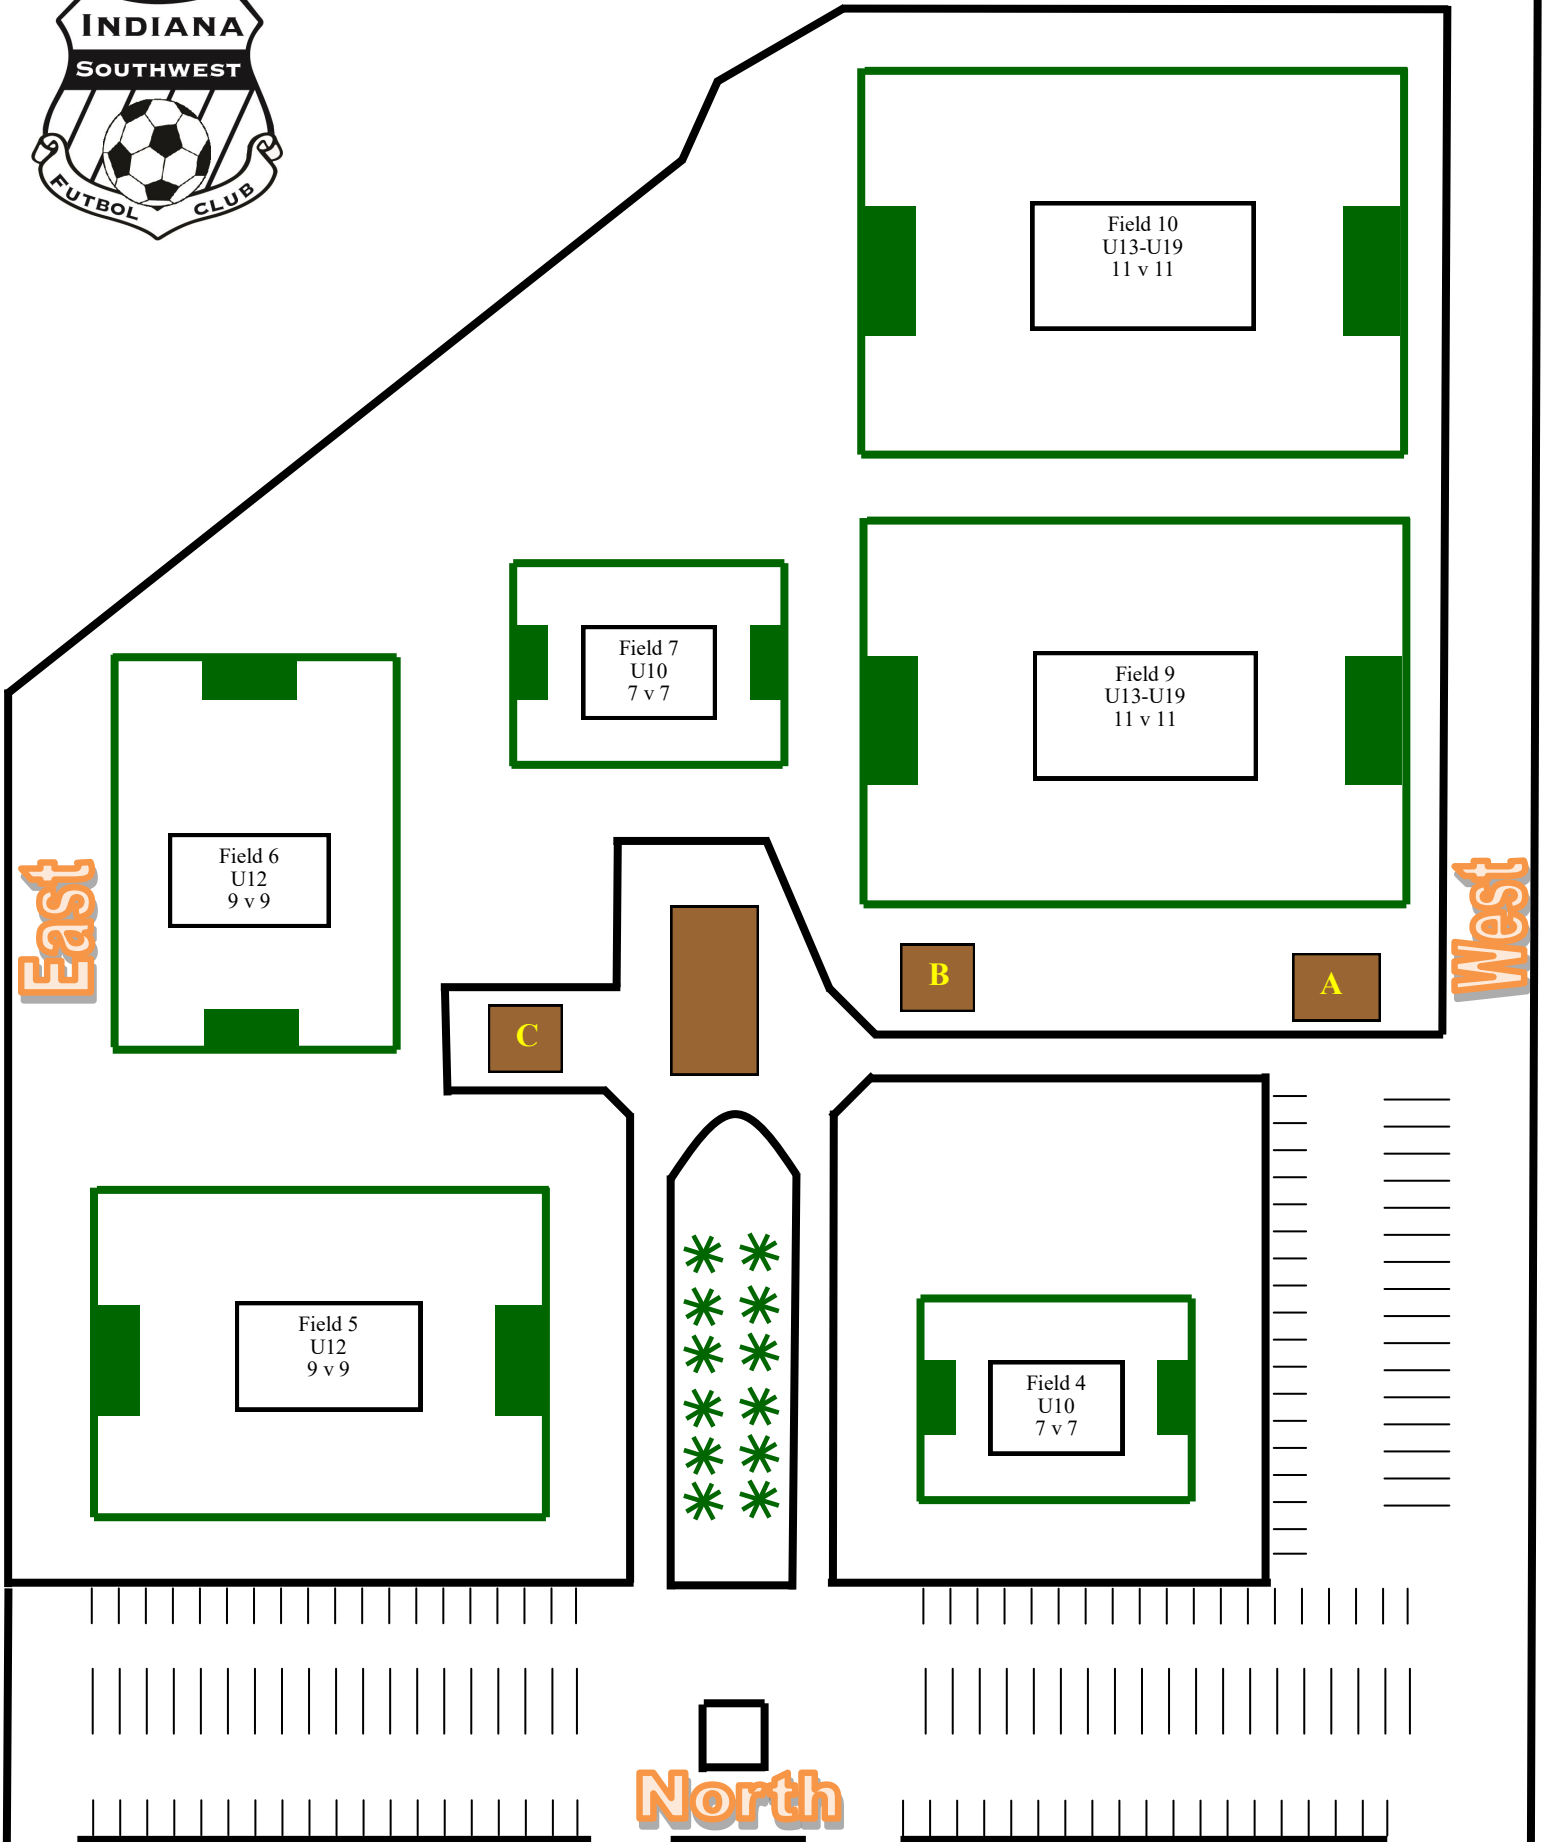 INDIANA
SOUTHWEST
FUTBOL CLUB
Field 10
U13-U19
11 v 11
Field 7
U10
7 v 7
Field 9
U13-U19
11 v 11
Field 6
U12
9 v 9
East
West
B
A
C
Field 5
U12
9 v 9
Field 4
U10
7 v 7
North